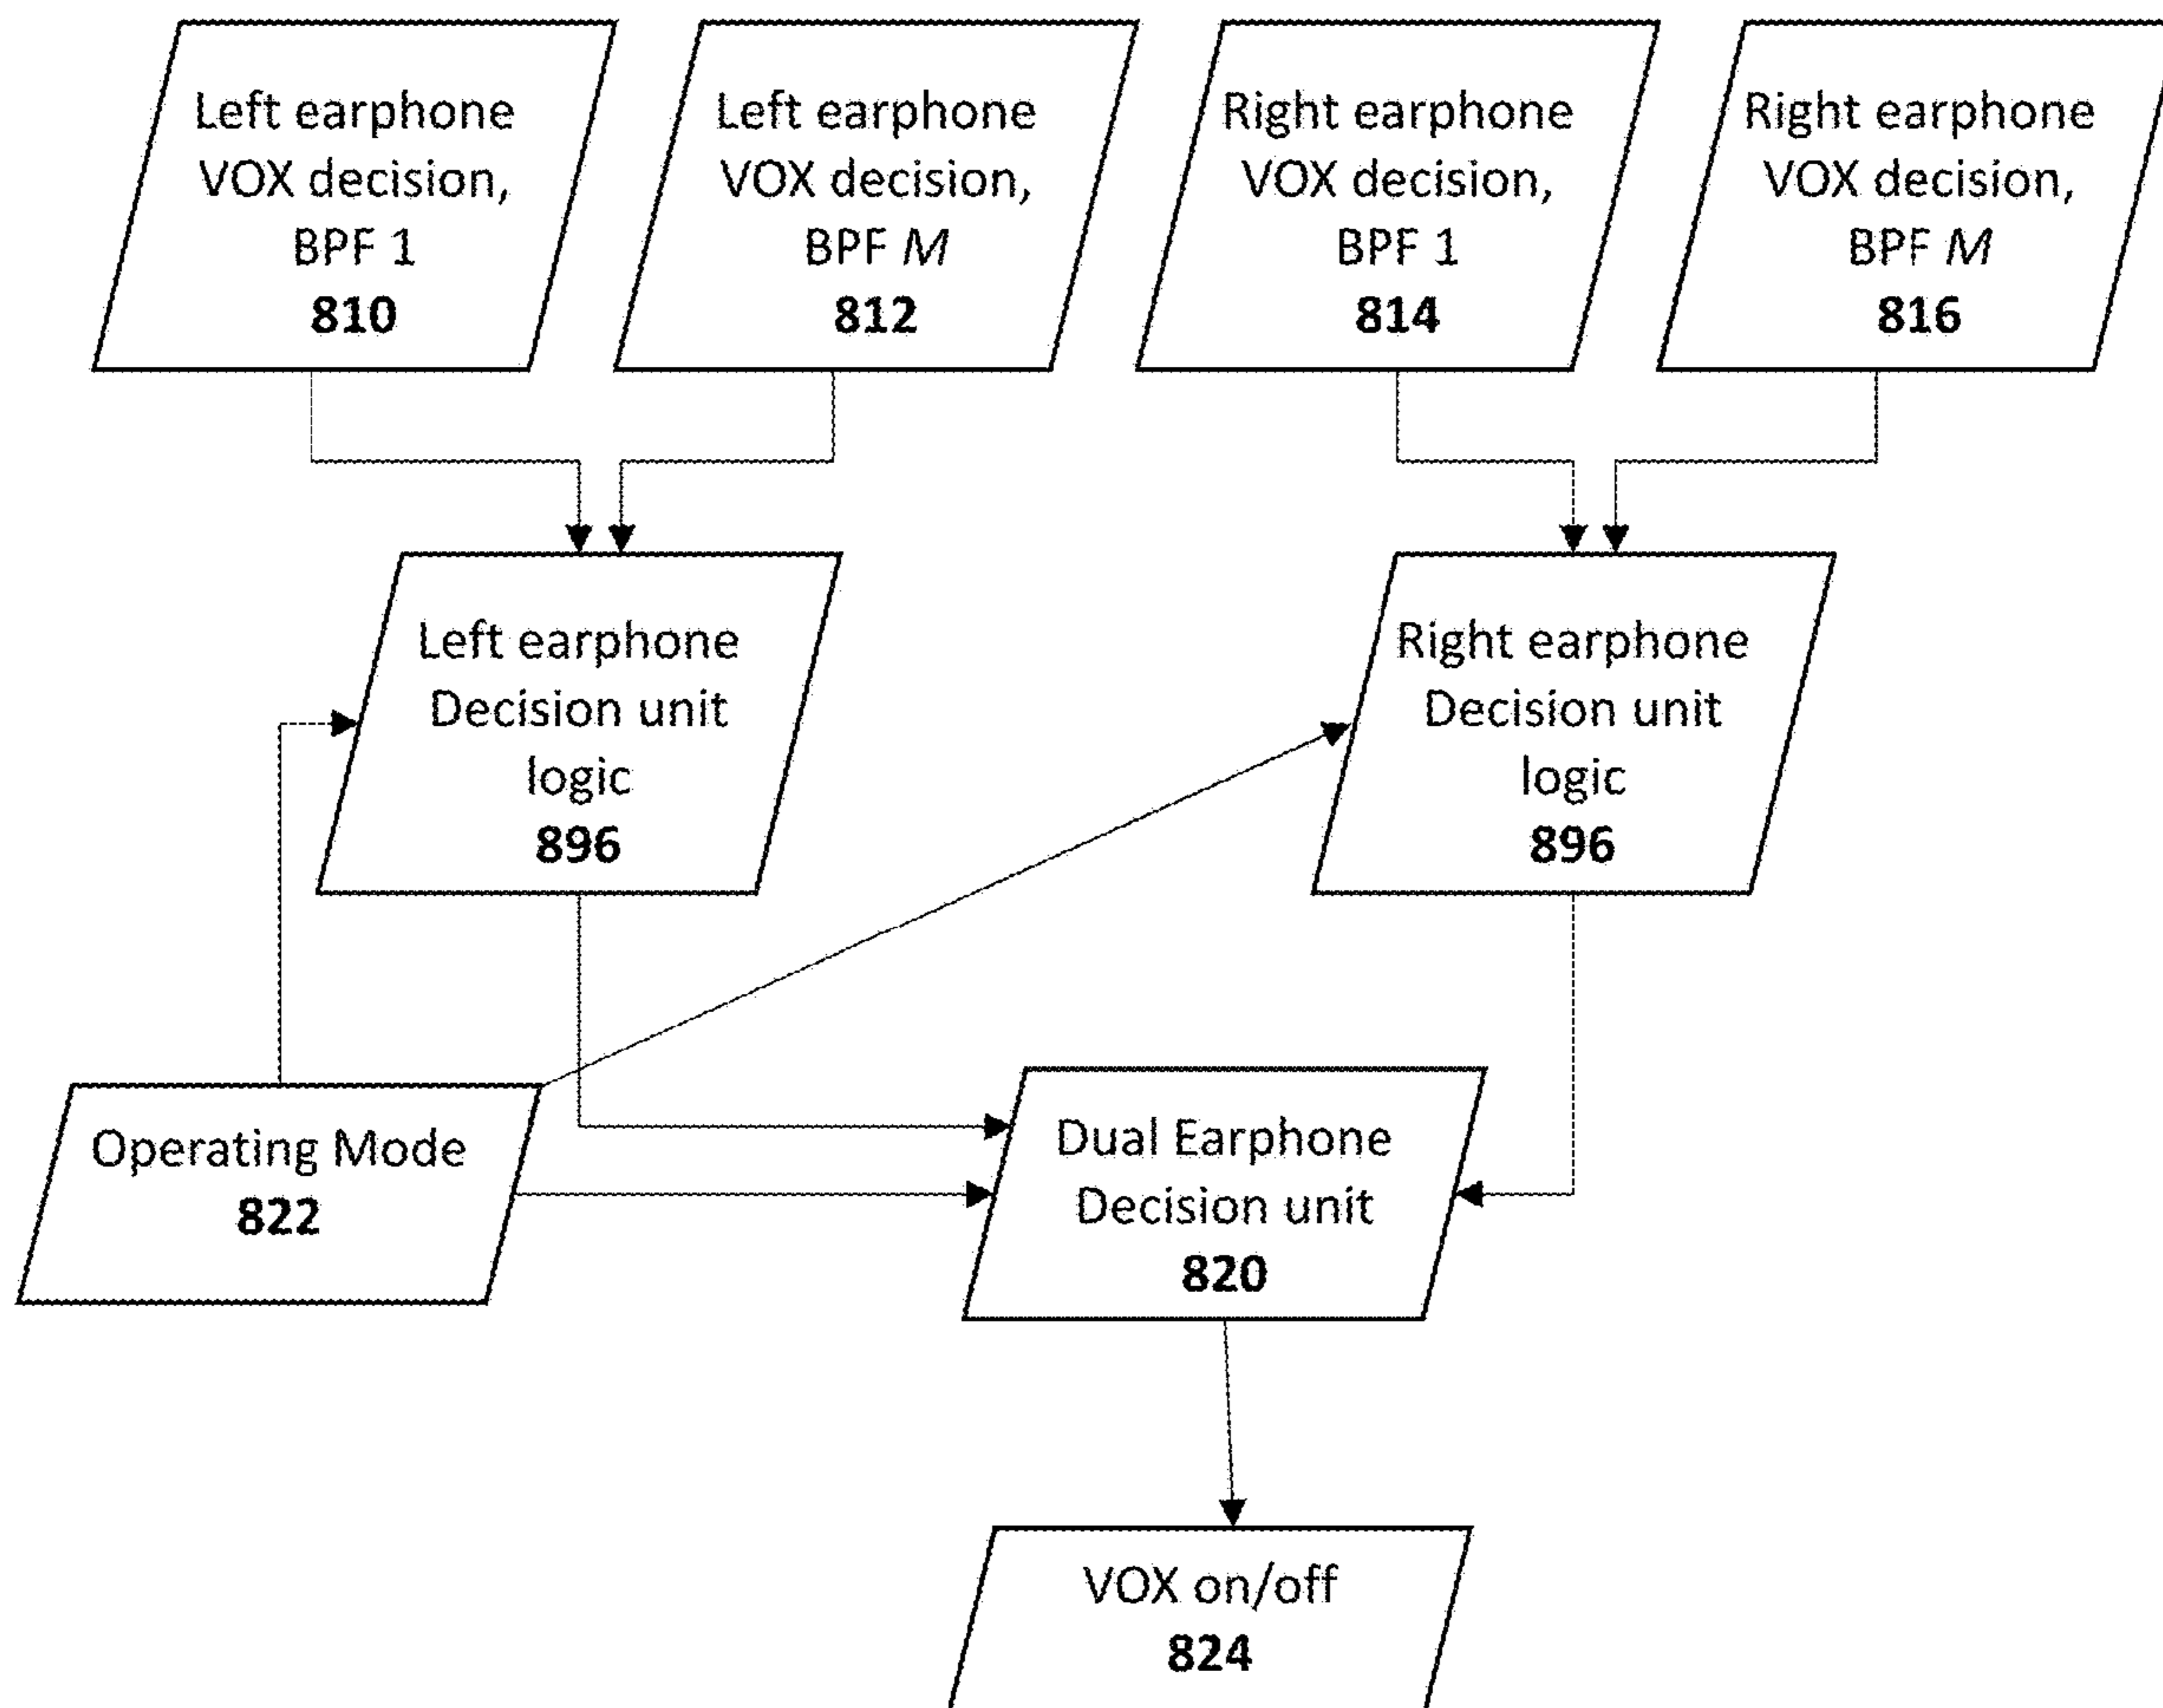 Left earphone
VOX decision,
BPF 1
810
Left earphone
VOX decision,
BPF M
812
Right earphone
VOX decision,
BPF 1
814
Right earphone
VOX decision,
BPF M
816
Left earphone
Decision unit
logic
896
Right earphone
Decision unit
logic
896
Operating Mode
822
Dual Earphone
Decision unit
820
VOX on/off
824